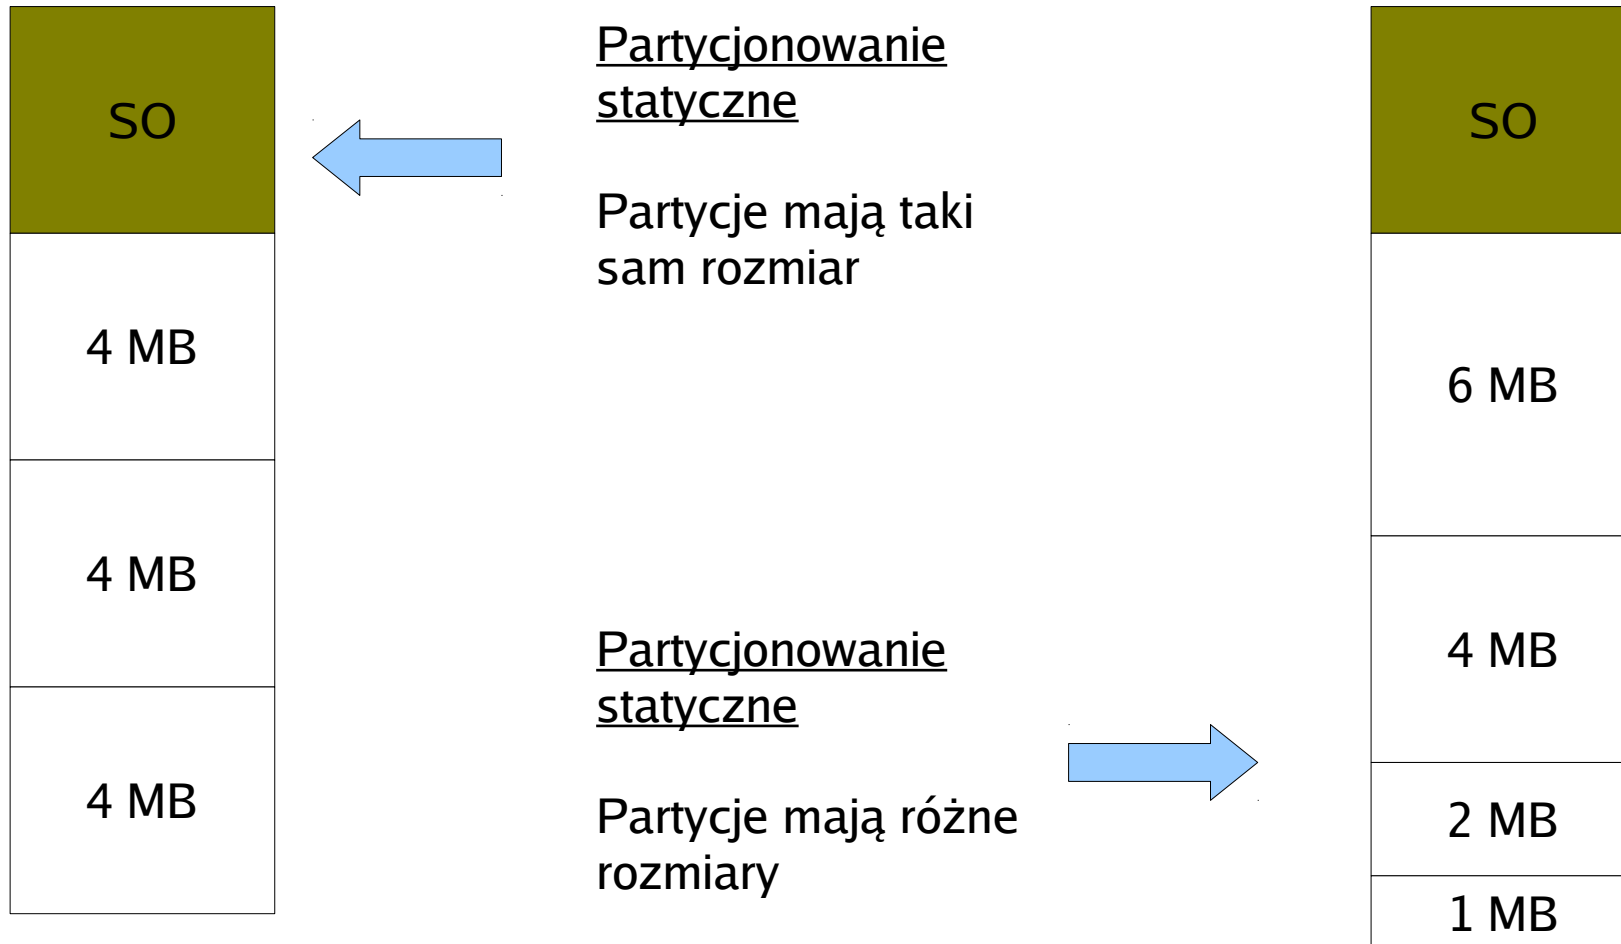 SO
4 MB
4 MB
4 MB
Partycjonowanie
statyczne
Partycje mają taki
sam rozmiar
Partycjonowanie
statyczne
Partycje mają różne
rozmiary
SO
6 MB
4 MB
2 MB
1 MB